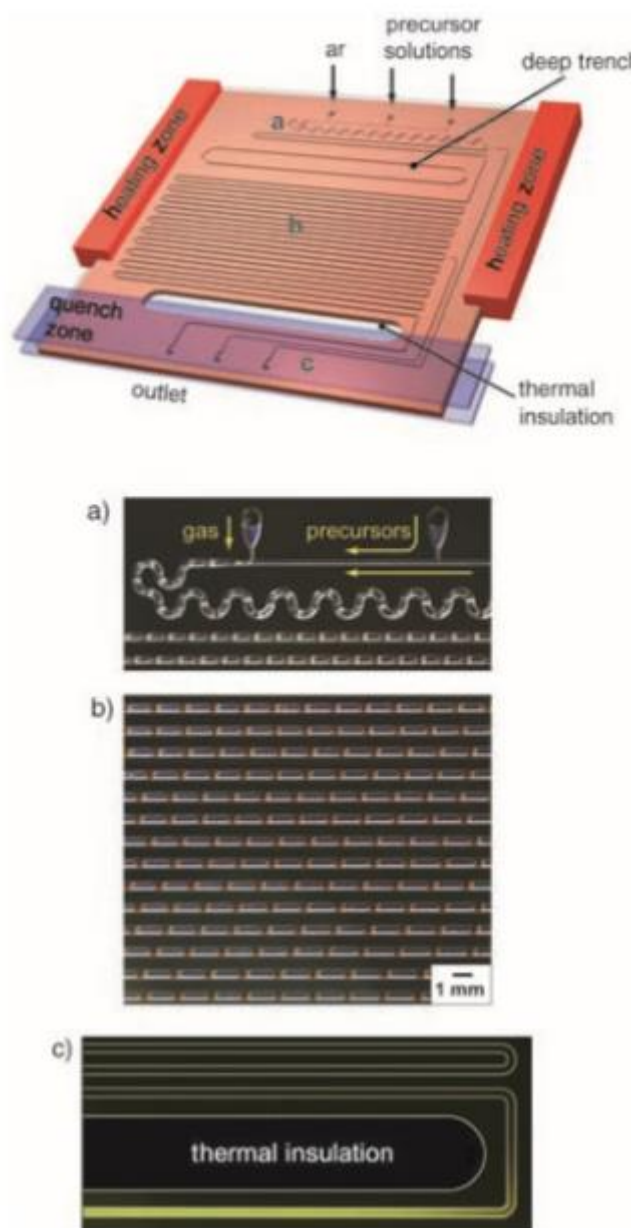 precursor
ar solutions
deep trencl
a
heating zone
heating zone
b
quench
zone
c
outlet
thermal
insulation
a)
gas precursors
b)
1 mm
c)
thermal insulation